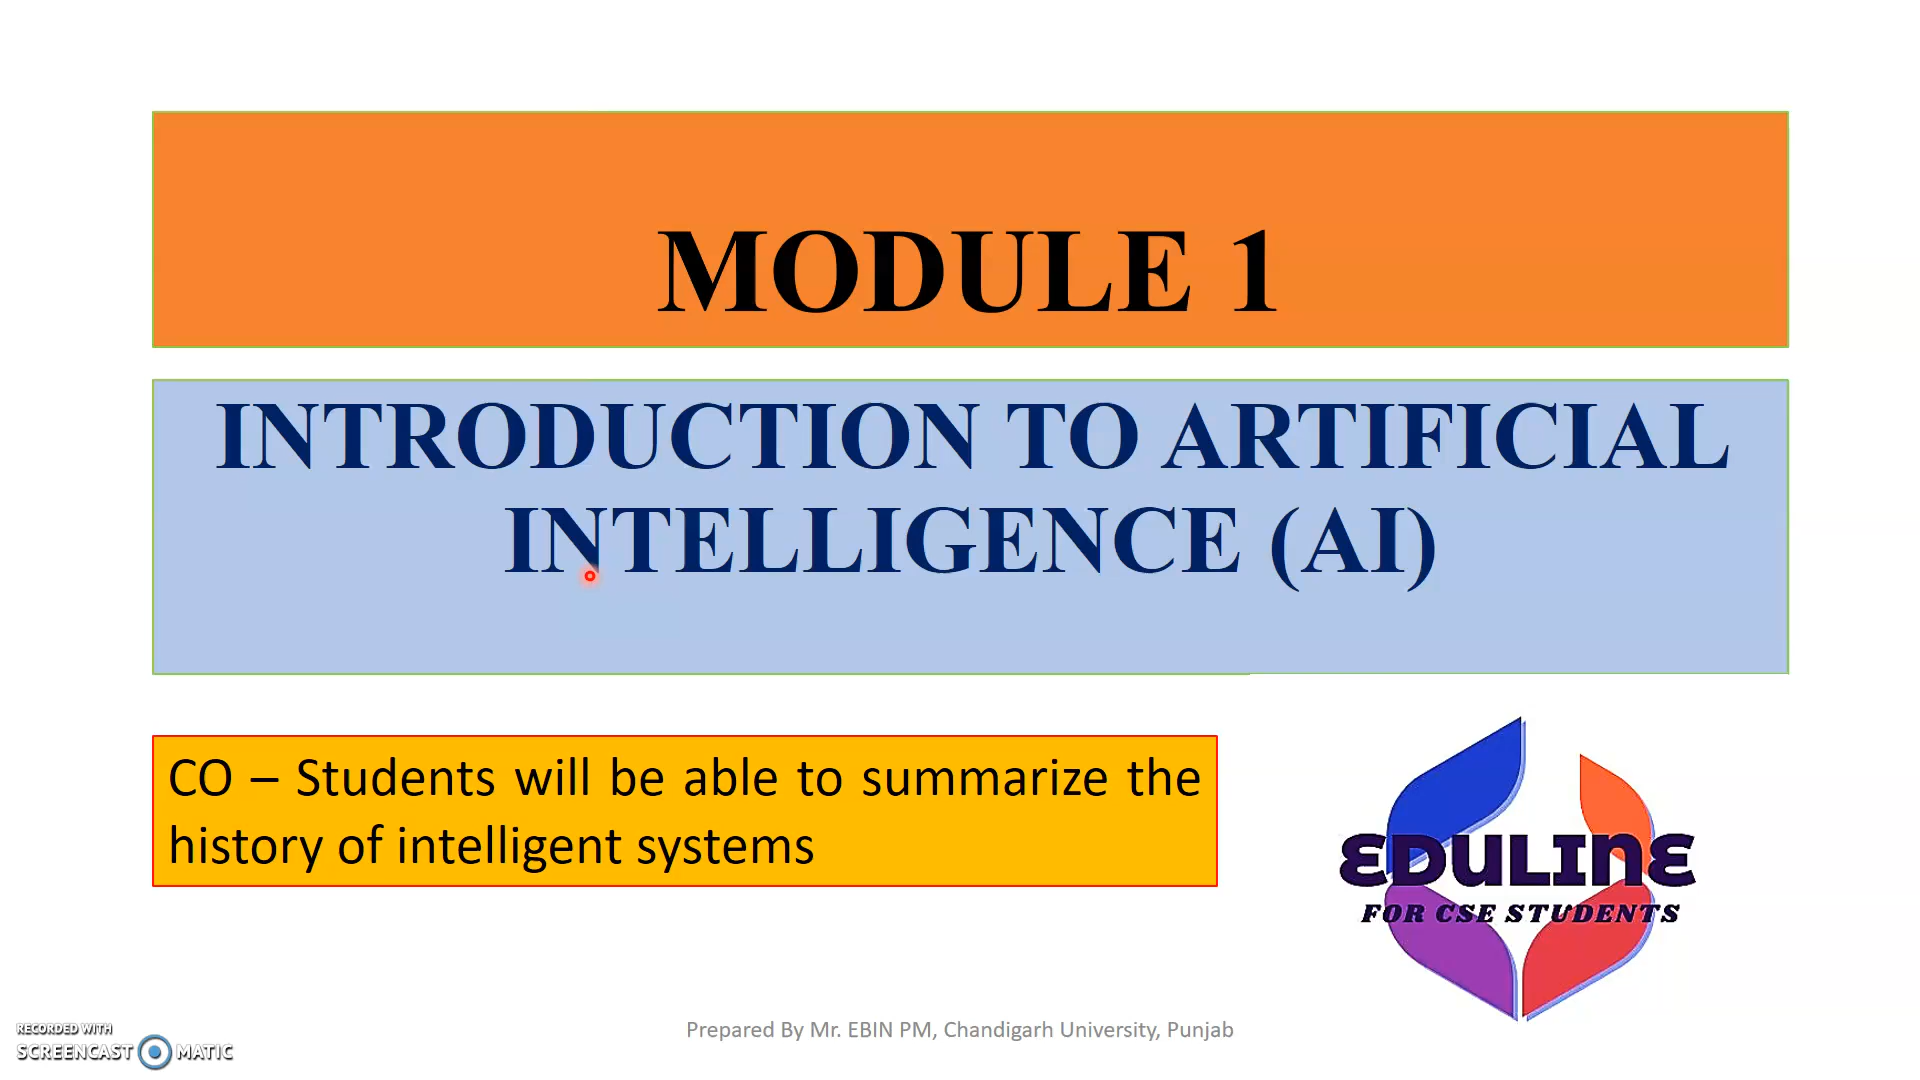 MODULE 1
INTRODUCTION TO ARTIFICIAL
INTELLIGENCE (AI)
CO – Students will be able to summarize the
history of intelligent systems
EDULINE
FOR CSE STUDENTS
Prepared By Mr. EBIN PM, Chandigarh University, Punjab
RECORDED WITH
SCREENCAST MATIC